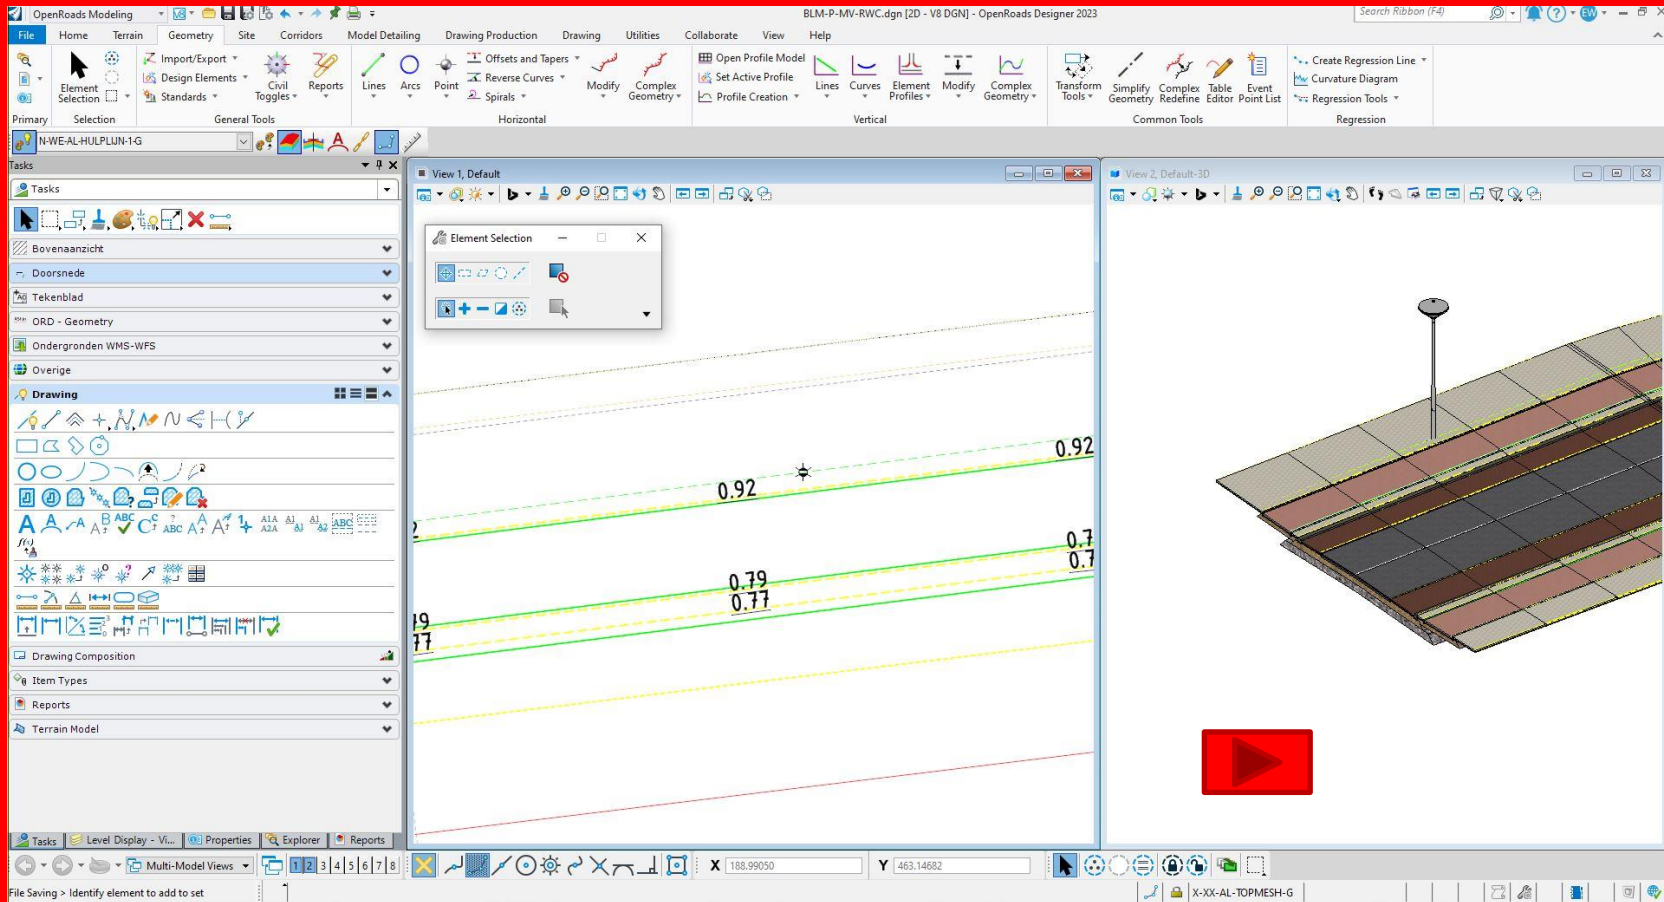 OpenRoads Modeling
BLM-P-MV-RWC.dgn [2D - V8 DGN] - OpenRoads Designer 2023
Search Ribbon (F4)
EW
File Home Terrain Geometry Site Corridors Model Detailing Drawing Production Drawing Utilities Collaborate View Help
Element Selection
Import/Export
Design Elements
Standards
Civil Toggles
Reports
Lines
Arcs
Point
Offsets and Tapers
Reverse Curves
Spirals
Modify
Complex Geometry
Open Profile Model
Set Active Profile
Profile Creation
Lines
Curves
Element Profiles
Modify
Complex Geometry
Transform Tools
Simplify Geometry
Complex Redefine
Table Editor
Event Point List
Create Regression Line
Curvature Diagram
Regression Tools
Primary Selection General Tools Horizontal Vertical Common Tools Regression
N-WE-AL-HULPLIJN-1-G
Tasks
Tasks
Bovenaanzicht
Doorsnede
Tekenblad
ORD - Geometry
Ondergronden WMS-WFS
Overige
Drawing
Drawing Composition
Item Types
Reports
Terrain Model
Tasks Level Display - Vi... Properties Explorer Reports
View 1, Default
Element Selection
0.92
0.92
2
0.79
0.77
0.7
0.7
19
77
View 2, Default-3D
Multi-Model Views
1 2 3 4 5 6 7 8
X 188.99050
Y 463.14682
File Saving > Identify element to add to set
X-XX-AL-TOPMESH-G